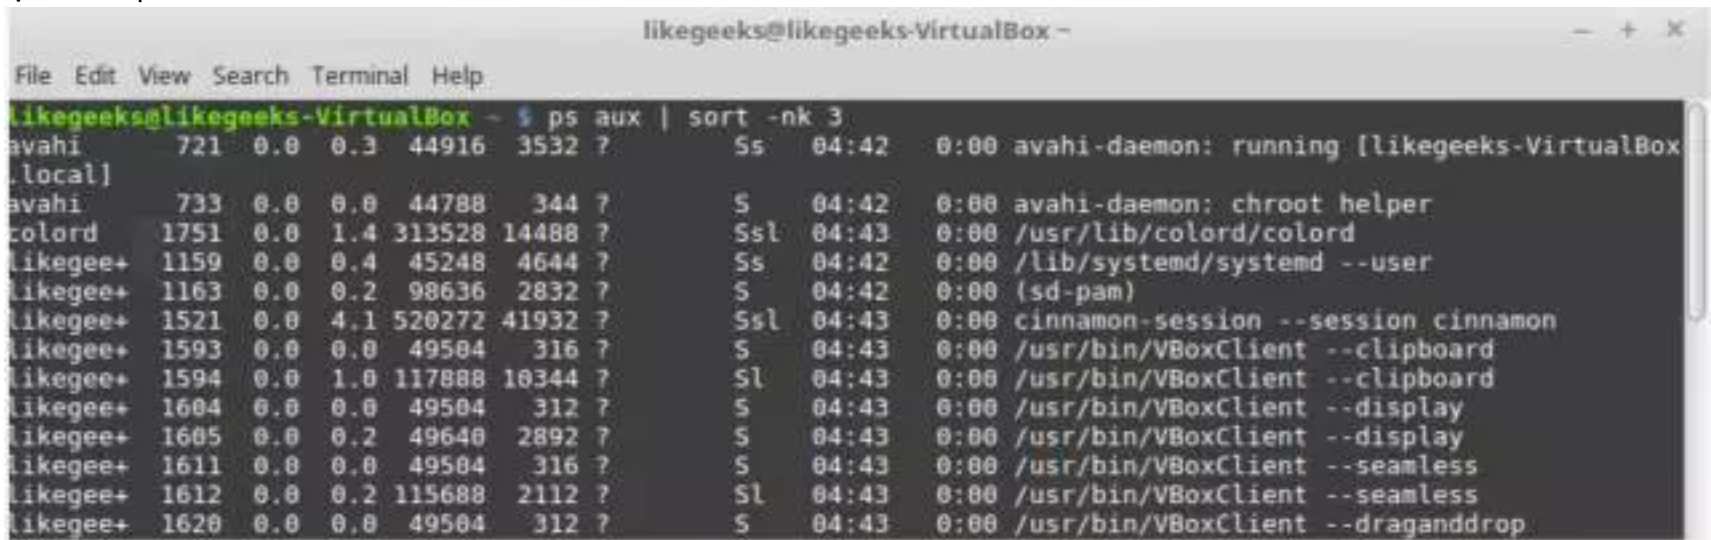 likegeeks@likegeeks-VirtualBox ~
File Edit View Search Terminal Help
likegeeks@likegeeks-VirtualBox ~ $ ps aux | sort -nk 3
avahi 721 0.0 0.3 44916 3532 ? Ss 04:42 0:00 avahi-daemon: running [likegeeks-VirtualBox
.local]
avahi 733 0.0 0.0 44788 344 ? S 04:42 0:00 avahi-daemon: chroot helper
colord 1751 0.0 1.4 313528 14488 ? Ssl 04:43 0:00 /usr/lib/colord/colord
likegee+ 1159 0.0 0.4 45248 4644 ? Ss 04:42 0:00 /lib/systemd/systemd --user
likegee+ 1163 0.0 0.2 98636 2832 ? S 04:42 0:00 (sd-pam)
likegee+ 1521 0.0 4.1 520272 41932 ? Ssl 04:43 0:00 cinnamon-session --session cinnamon
likegee+ 1593 0.0 0.0 49504 316 ? S 04:43 0:00 /usr/bin/VBoxClient --clipboard
likegee+ 1594 0.0 1.0 117888 10344 ? Sl 04:43 0:00 /usr/bin/VBoxClient --clipboard
likegee+ 1604 0.0 0.0 49504 312 ? S 04:43 0:00 /usr/bin/VBoxClient --display
likegee+ 1605 0.0 0.2 49640 2892 ? S 04:43 0:00 /usr/bin/VBoxClient --display
likegee+ 1611 0.0 0.0 49504 316 ? S 04:43 0:00 /usr/bin/VBoxClient --seamless
likegee+ 1612 0.0 0.2 115688 2112 ? Sl 04:43 0:00 /usr/bin/VBoxClient --seamless
likegee+ 1620 0.0 0.0 49504 312 ? S 04:43 0:00 /usr/bin/VBoxClient --draganddrop